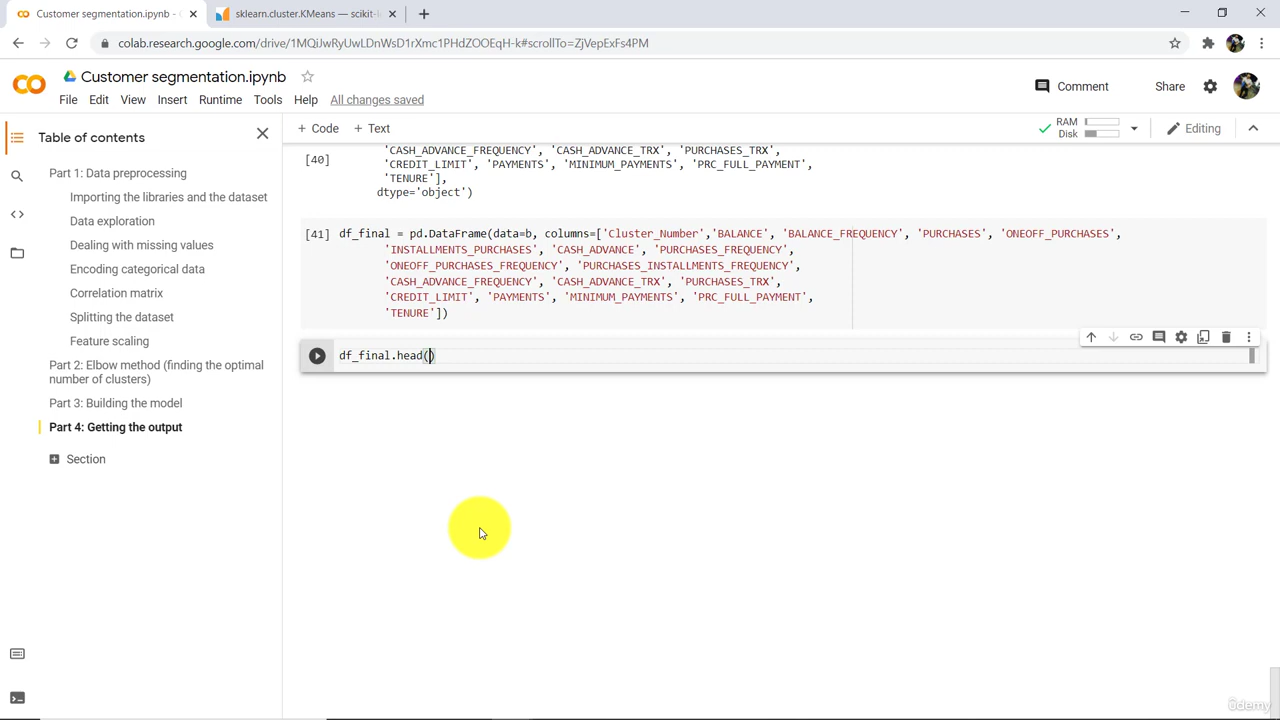 Customer segmentation.ipynb - C
sklearn.cluster.KMeans — scikit-l
colab.research.google.com/drive/1MQiJwRyUwLDnWsD1rXmc1PHdZOOEqH-k#scrollTo=ZjVepExFs4PM
Customer segmentation.ipynb
Comment
Share
File Edit View Insert Runtime Tools Help All changes saved
Table of contents
+ Code + Text
RAM
Disk
Editing
Part 1: Data preprocessing
Importing the libraries and the dataset
Data exploration
Dealing with missing values
Encoding categorical data
Correlation matrix
Splitting the dataset
Feature scaling
Part 2: Elbow method (finding the optimal
number of clusters)
Part 3: Building the model
Part 4: Getting the output
Section
'CASH_ADVANCE_FREQUENCY', 'CASH_ADVANCE_TRX', 'PURCHASES_TRX',
[40] 'CREDIT_LIMIT', 'PAYMENTS', 'MINIMUM_PAYMENTS', 'PRC_FULL_PAYMENT',
'TENURE'],
dtype='object')
[41] df_final = pd.DataFrame(data=b, columns=['Cluster_Number','BALANCE', 'BALANCE_FREQUENCY', 'PURCHASES', 'ONEOFF_PURCHASES',
'INSTALLMENTS_PURCHASES', 'CASH_ADVANCE', 'PURCHASES_FREQUENCY',
'ONEOFF_PURCHASES_FREQUENCY', 'PURCHASES_INSTALLMENTS_FREQUENCY',
'CASH_ADVANCE_FREQUENCY', 'CASH_ADVANCE_TRX', 'PURCHASES_TRX',
'CREDIT_LIMIT', 'PAYMENTS', 'MINIMUM_PAYMENTS', 'PRC_FULL_PAYMENT',
'TENURE'])
df_final.head()
ûdemy